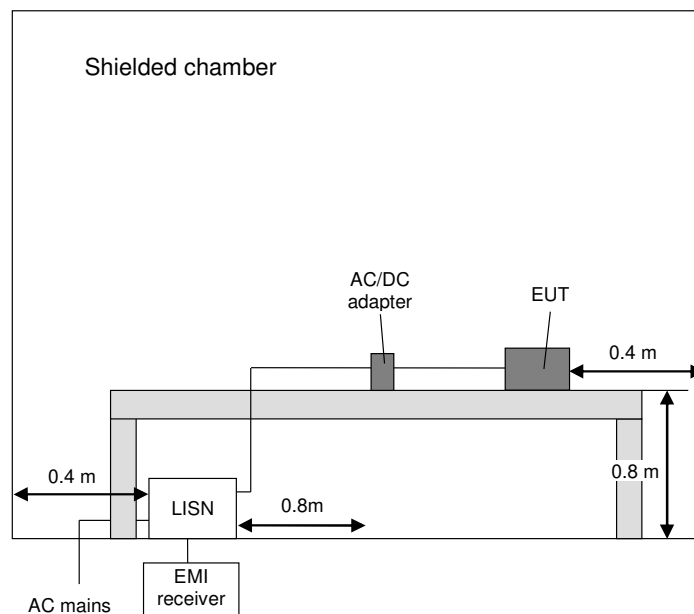 Shielded chamber
AC/DC
adapter
EUT
0.4 m
0.4 m
0.8 m
LISN
0.8m
EMI
receiver
AC mains